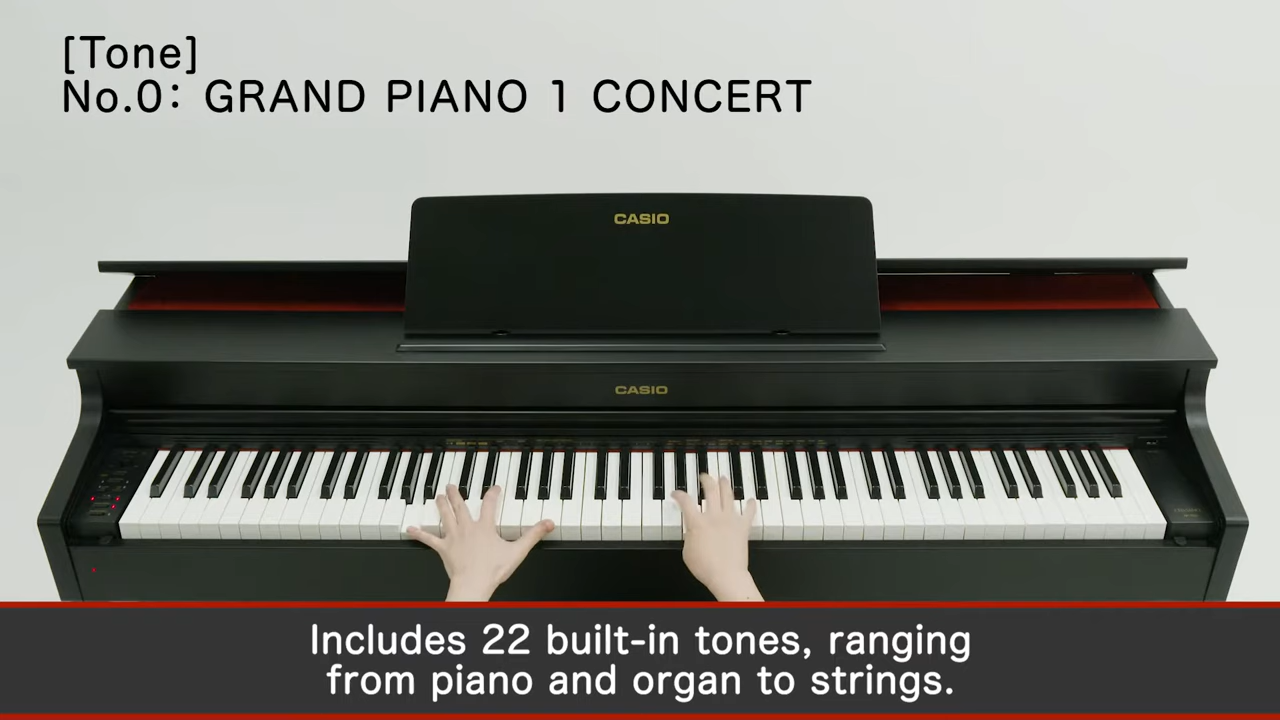 [Tone]
No.0: GRAND PIANO 1 CONCERT
CASIO
CASIO
Includes 22 built-in tones, ranging
from piano and organ to strings.